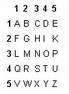 1 2 3 4 5
1 A B C D E
2 F G H I K
3 L M N O P
4 Q R S T U
5 V W X Y Z